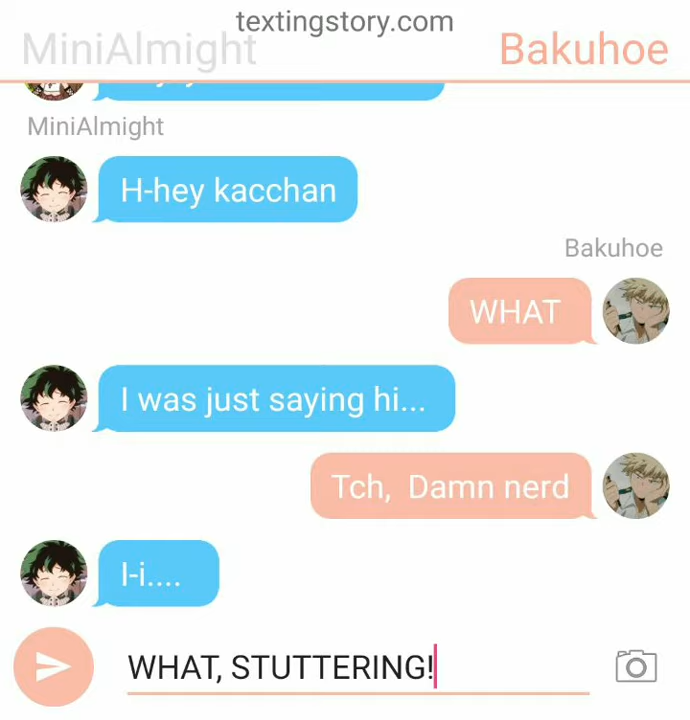 textingstory.com
MiniAlmight
Bakuhoe
MiniAlmight
H-hey kacchan
Bakuhoe
WHAT
I was just saying hi...
Tch, Damn nerd
I-i....
WHAT, STUTTERING!